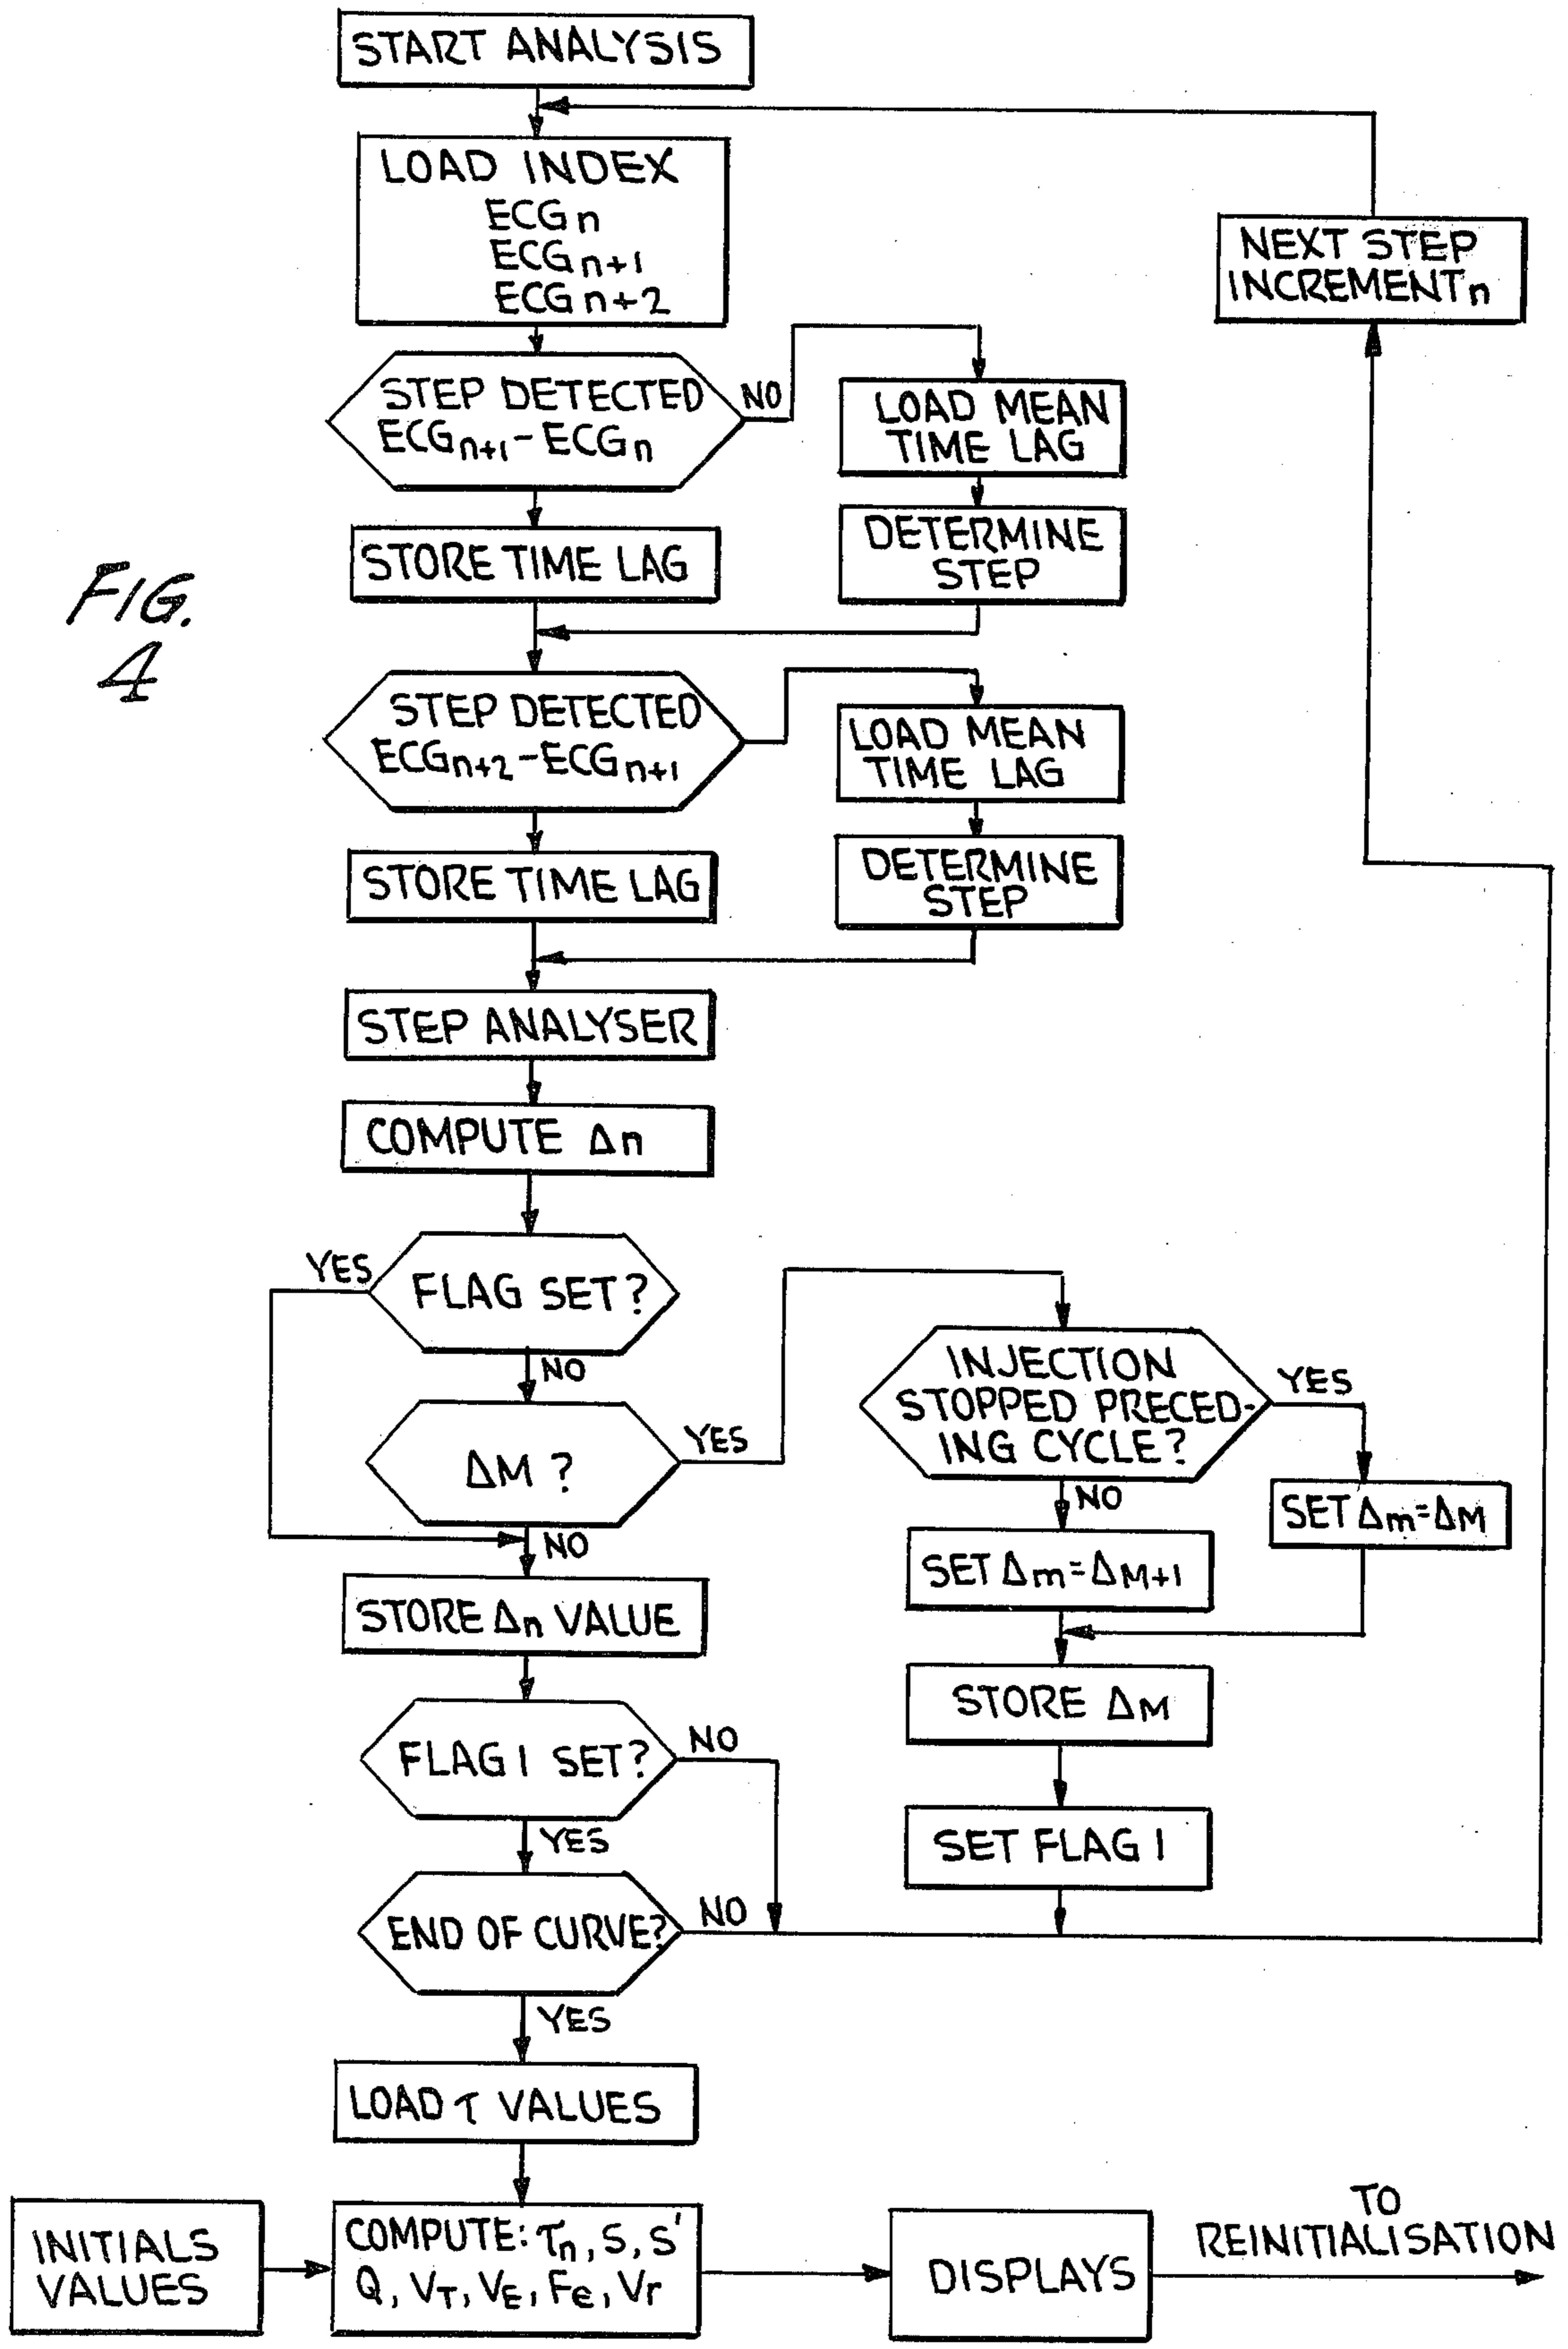 START ANALYSIS
LOAD INDEX
ECGn
ECGn+1
ECGn+2
NEXT STEP
INCREMENTn
STEP DETECTED
ECGn+1-ECGn
NO
LOAD MEAN
TIME LAG
DETERMINE
STEP
STORE TIME LAG
FIG.
4
STEP DETECTED
ECGn+2-ECGn+1
LOAD MEAN
TIME LAG
DETERMINE
STEP
STORE TIME LAG
STEP ANALYSER
COMPUTE Δn
FLAG SET?
YES
NO
ΔM ?
YES
NO
INJECTION
STOPPED PRECED-
ING CYCLE?
YES
NO
SET Δm=ΔM
SET Δm=ΔM+1
STORE Δn VALUE
STORE ΔM
FLAG 1 SET?
NO
YES
SET FLAG 1
END OF CURVE?
NO
YES
LOAD τ VALUES
INITIALS
VALUES
COMPUTE: τn, S, S'
Q, VT, VE, Fe, Vr
DISPLAYS
TO
REINITIALISATION